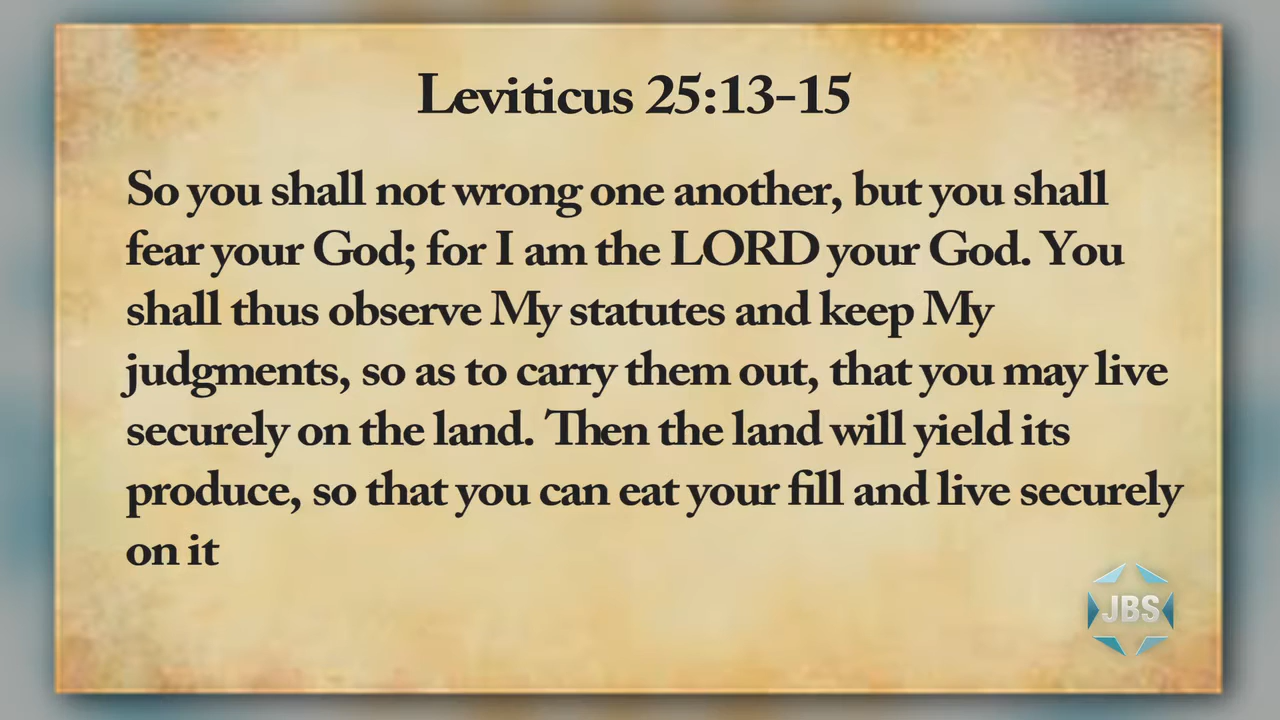 Leviticus 25:13-15
So you shall not wrong one another, but you shall
fear your God; for I am the LORD your God. You
shall thus observe My statutes and keep My
judgments, so as to carry them out, that you may live
securely on the land. Then the land will yield its
produce, so that you can eat your fill and live securely
on it
JBS